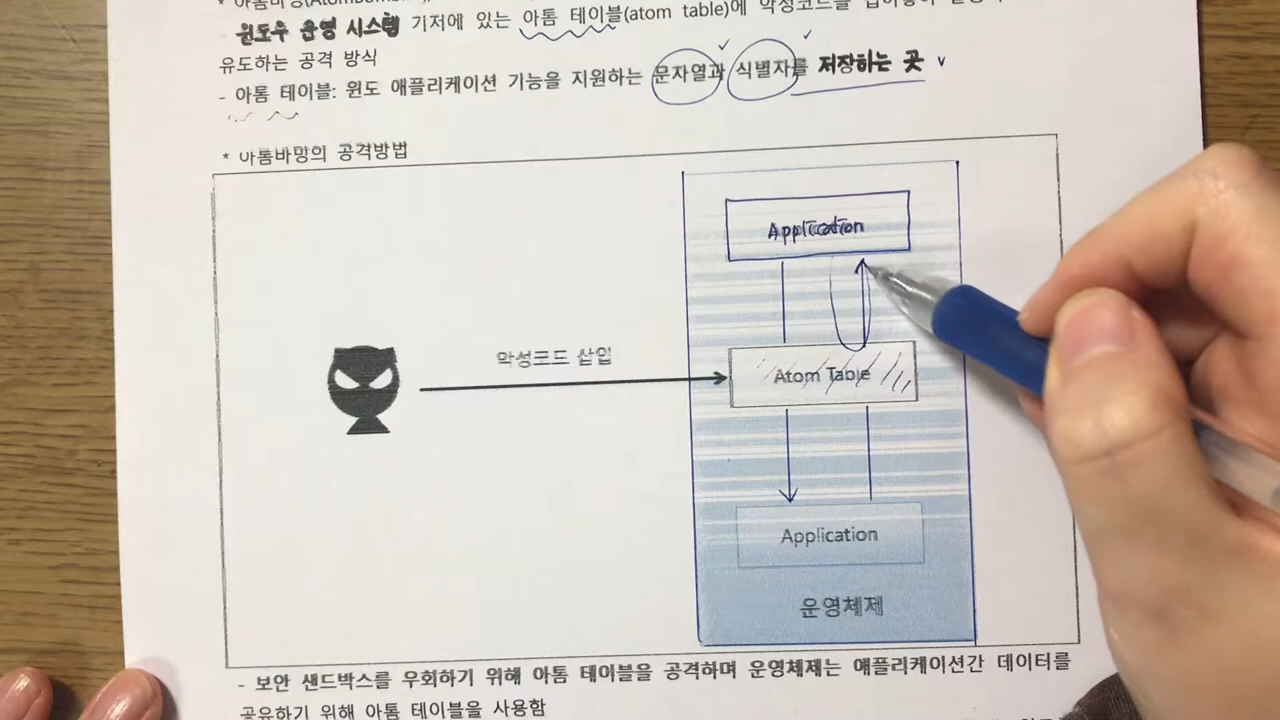 * 아톰바밍(AtomBombing)
- 윈도우 운영 시스템 기저에 있는 아톰 테이블(atom table)에 악성코드를
유도하는 공격 방식
- 아톰 테이블: 윈도 애플리케이션 기능을 지원하는 문자열과 식별자를 저장하는 곳
* 아톰바밍의 공격방법
Application
악성코드 삽입
Atom Table
Application
운영체제
- 보안 샌드박스를 우회하기 위해 아톰 테이블을 공격하며 운영체제는 애플리케이션간 데이터를
공유하기 위해 아톰 테이블을 사용함